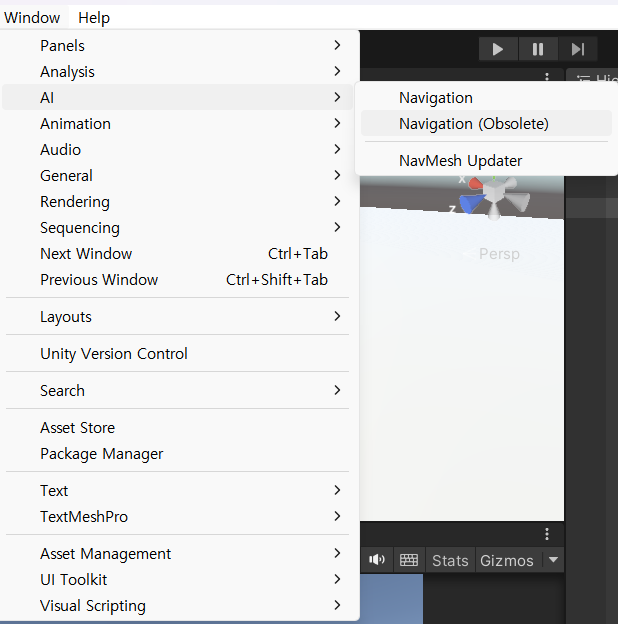 Window Help
Panels
Analysis
AI
Animation
Audio
General
Rendering
Sequencing
Next Window Ctrl+Tab
Previous Window Ctrl+Shift+Tab
Layouts
Unity Version Control
Search
Asset Store
Package Manager
Text
TextMeshPro
Asset Management
UI Toolkit
Visual Scripting
Navigation
Navigation (Obsolete)
NavMesh Updater
x
z
Persp
Stats Gizmos